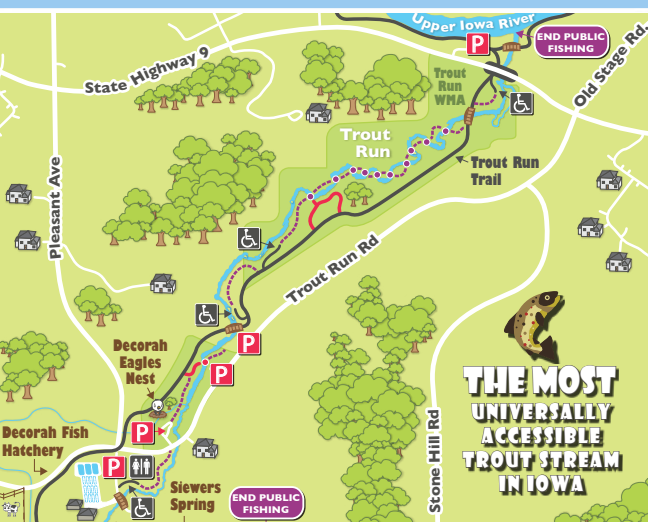 Upper Iowa River
END PUBLIC
FISHING
P
State Highway 9
Old Stage Rd.
Trout
Run
WMA
Trout
Run
Trout Run
Trail
Pleasant Ave
Trout Run Rd
P
P
Decorah
Eagles
Nest
THE MOST
UNIVERSALLY
ACCESSIBLE
TROUT STREAM
IN IOWA
Stone Hill Rd
Decorah Fish
Hatchery
P
P
Siewers
Spring
END PUBLIC
FISHING